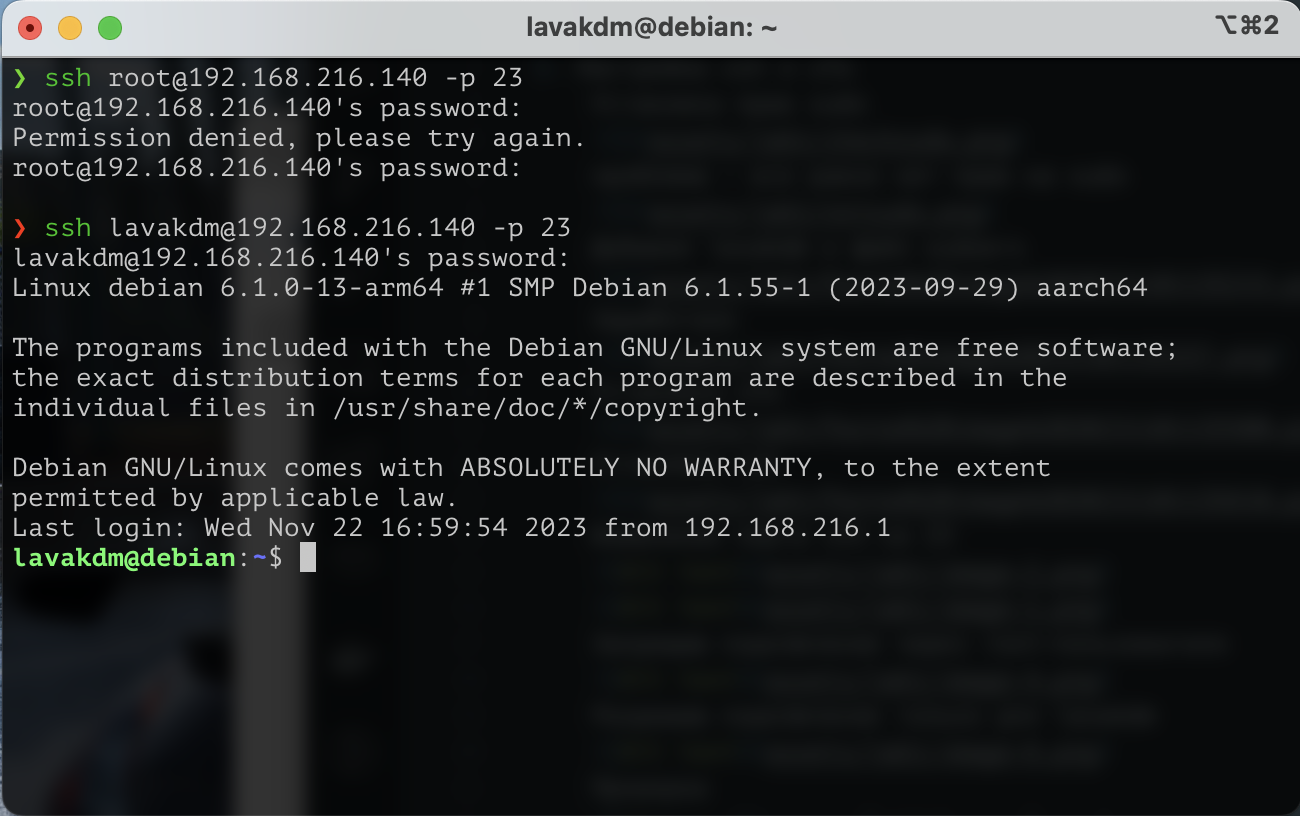 lavakdm@debian: ~
⌥⌘2
❯ ssh root@192.168.216.140 -p 23
root@192.168.216.140's password:
Permission denied, please try again.
root@192.168.216.140's password:
❯ ssh lavakdm@192.168.216.140 -p 23
lavakdm@192.168.216.140's password:
Linux debian 6.1.0-13-arm64 #1 SMP Debian 6.1.55-1 (2023-09-29) aarch64
The programs included with the Debian GNU/Linux system are free software;
the exact distribution terms for each program are described in the
individual files in /usr/share/doc/*/copyright.
Debian GNU/Linux comes with ABSOLUTELY NO WARRANTY, to the extent
permitted by applicable law.
Last login: Wed Nov 22 16:59:54 2023 from 192.168.216.1
lavakdm@debian:~$